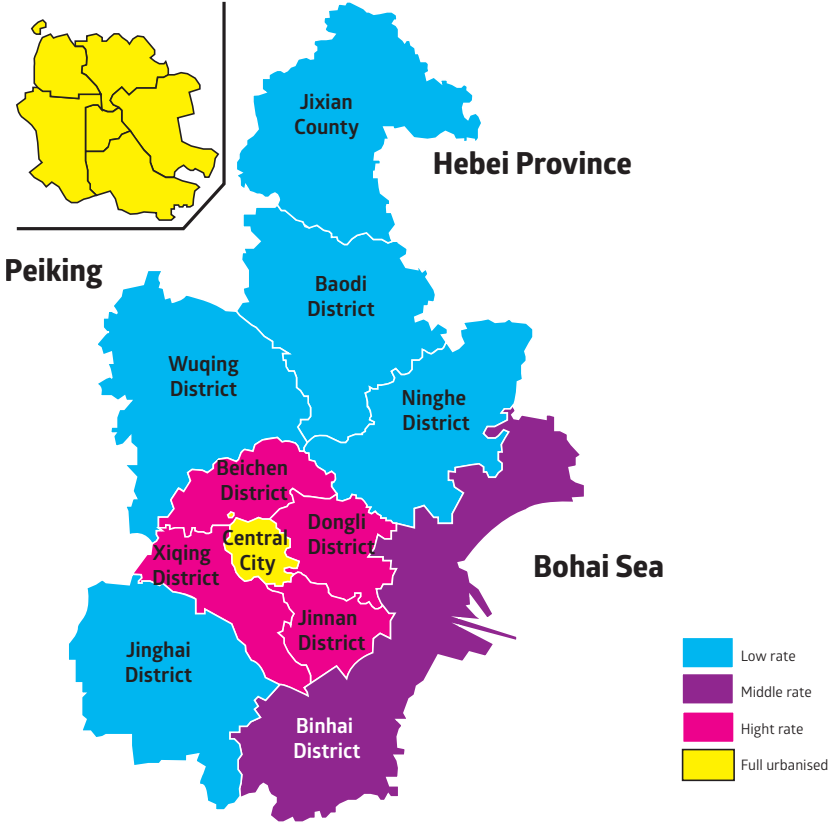 Jixian
County
Hebei Province
Peiking
Baodi
District
Wuqing
District
Ninghe
District
Beichen
District
Dongli
District
Central
City
Xiqing
District
Bohai Sea
Jinnan
District
Jinghai
District
Binhai
District
Low rate
Middle rate
Hight rate
Full urbanised